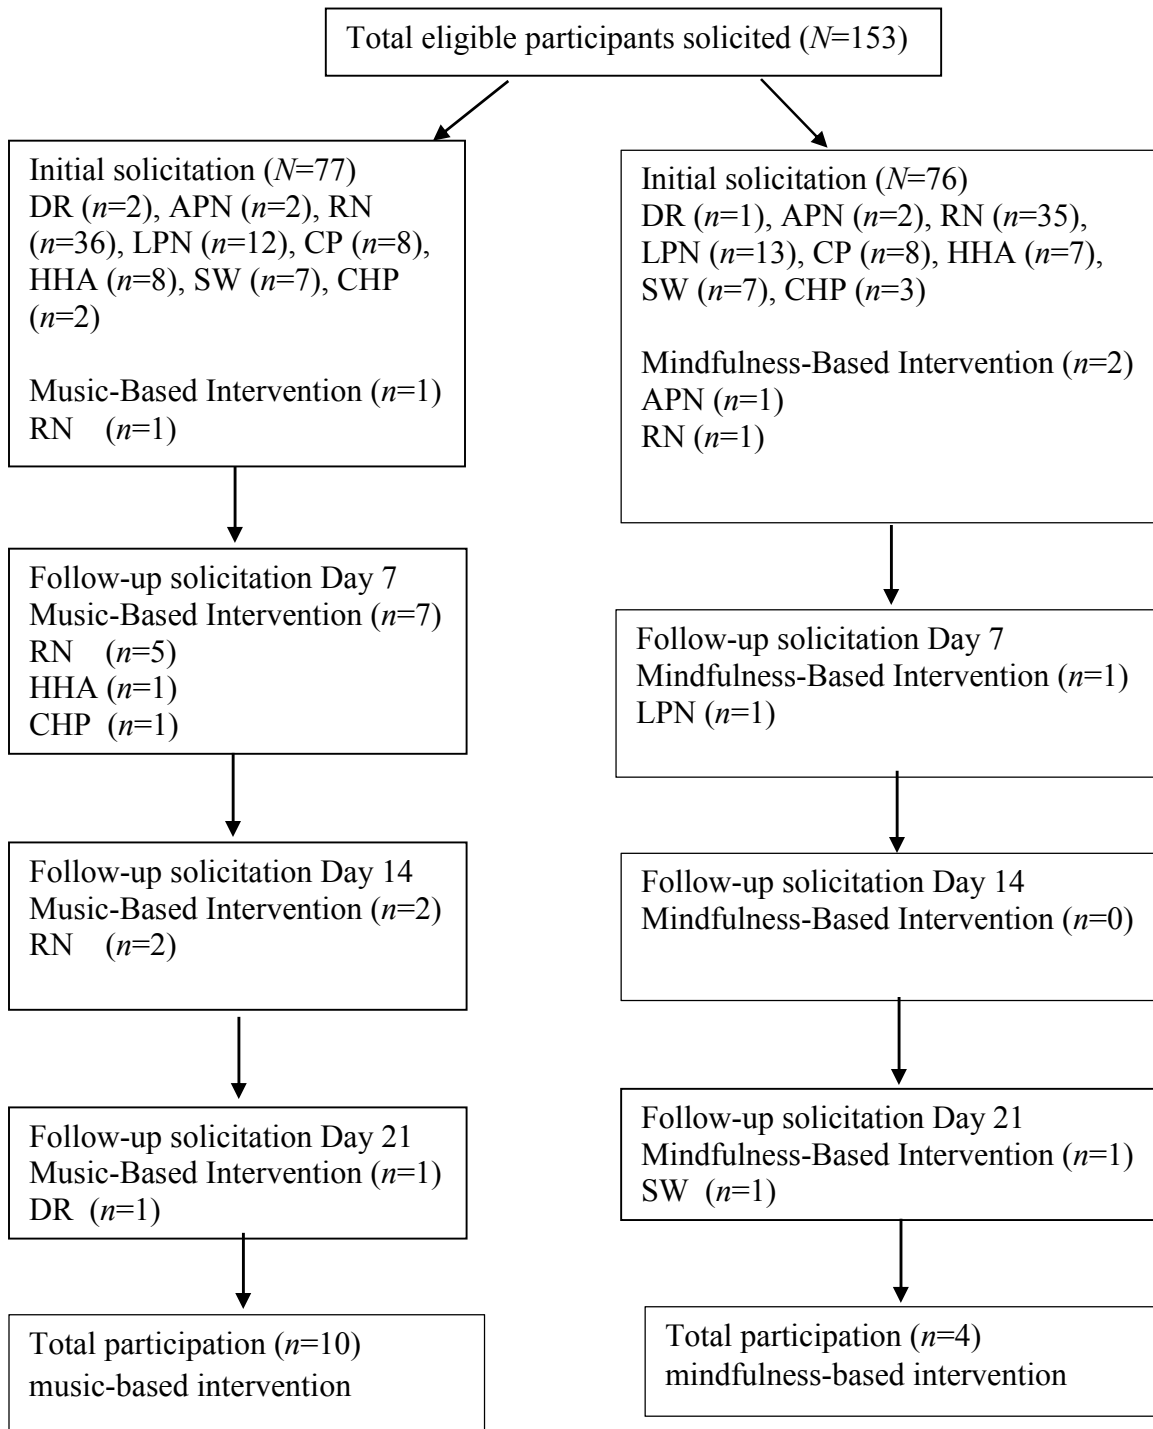 Total eligible participants solicited (N=153)
Initial solicitation (N=77)
DR (n=2), APN (n=2), RN
(n=36), LPN (n=12), CP (n=8),
HHA (n=8), SW (n=7), CHP
(n=2)
Music-Based Intervention (n=1)
RN (n=1)
Initial solicitation (N=76)
DR (n=1), APN (n=2), RN (n=35),
LPN (n=13), CP (n=8), HHA (n=7),
SW (n=7), CHP (n=3)
Mindfulness-Based Intervention (n=2)
APN (n=1)
RN (n=1)
Follow-up solicitation Day 7
Music-Based Intervention (n=7)
RN (n=5)
HHA (n=1)
CHP (n=1)
Follow-up solicitation Day 7
Mindfulness-Based Intervention (n=1)
LPN (n=1)
Follow-up solicitation Day 14
Music-Based Intervention (n=2)
RN (n=2)
Follow-up solicitation Day 14
Mindfulness-Based Intervention (n=0)
Follow-up solicitation Day 21
Music-Based Intervention (n=1)
DR (n=1)
Follow-up solicitation Day 21
Mindfulness-Based Intervention (n=1)
SW (n=1)
Total participation (n=10)
music-based intervention
Total participation (n=4)
mindfulness-based intervention